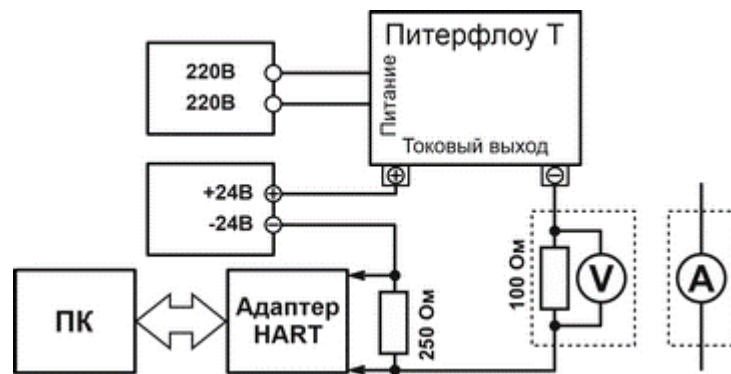 Питерфлоу Т
220В
220В
Питание
Токовый выход
+24В
-24В
100 Ом
V
A
ПК
Адаптер
HART
250 Ом